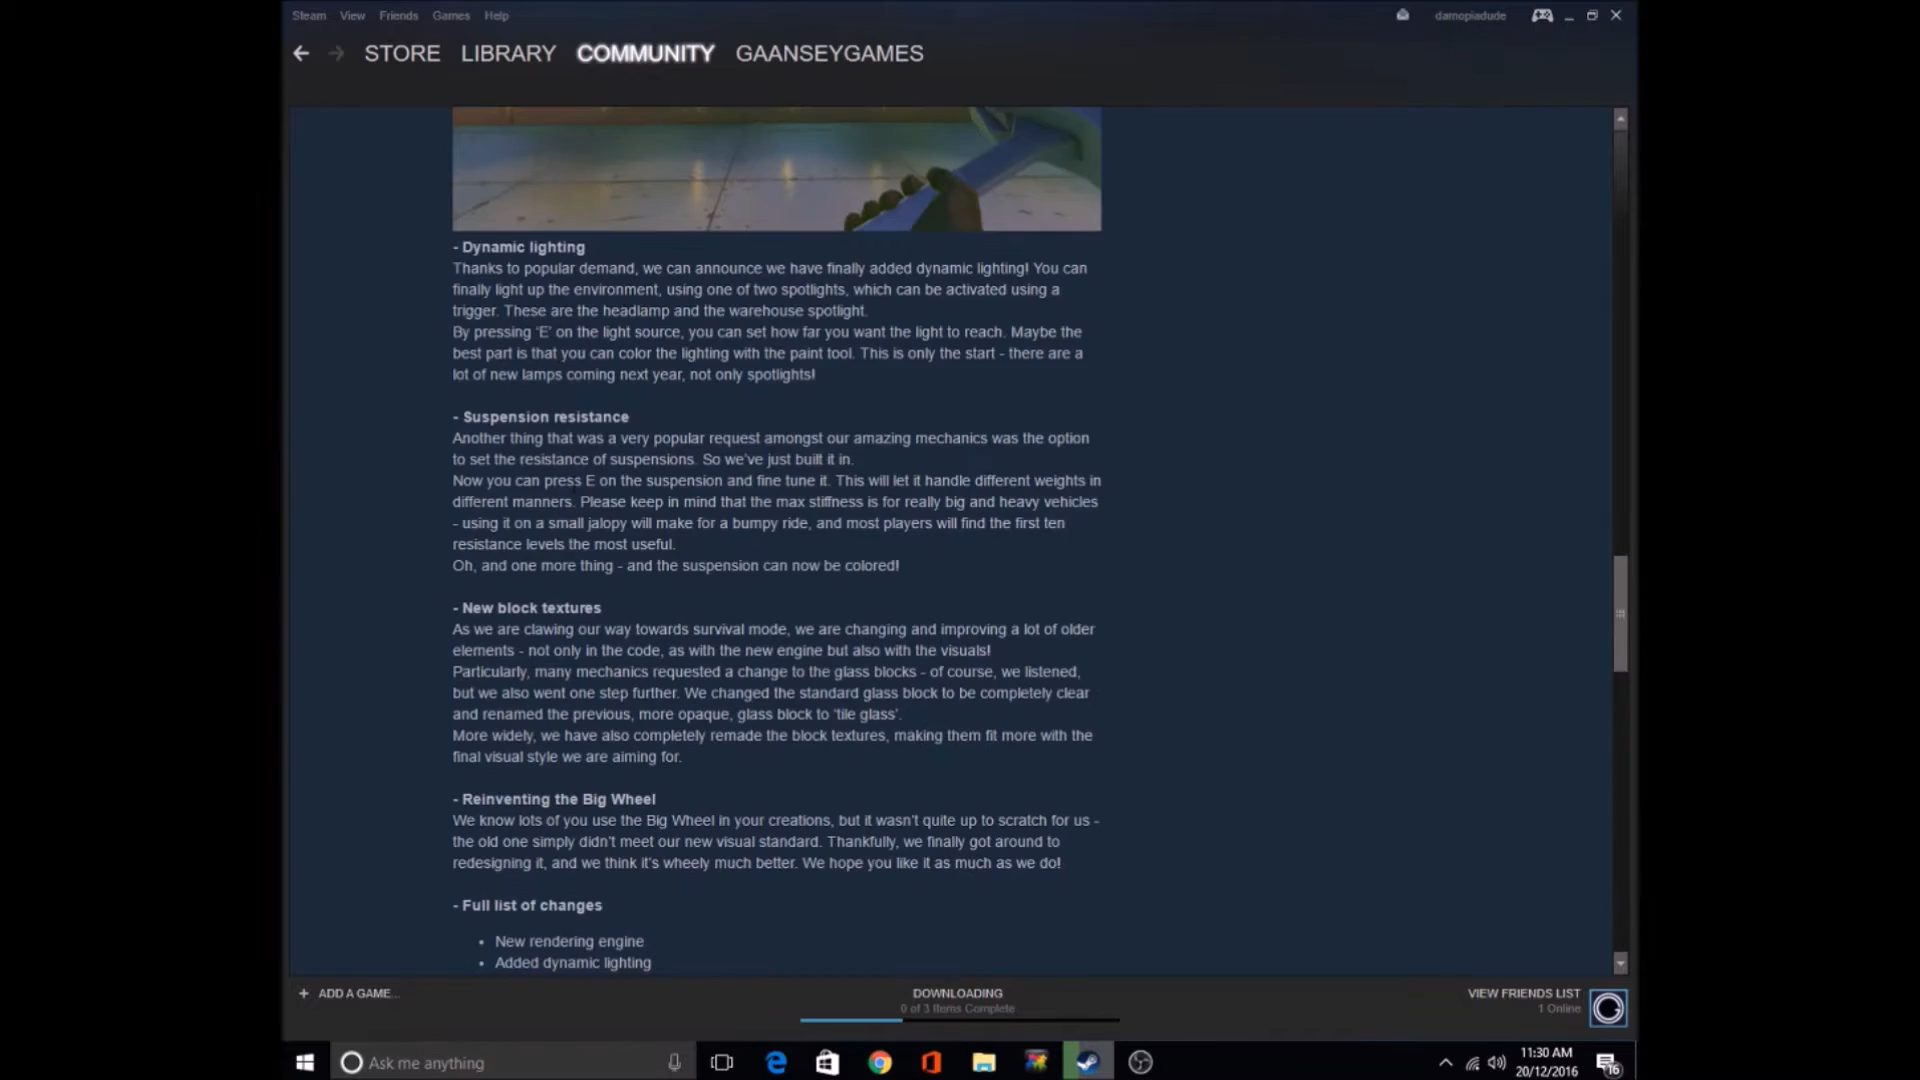 Steam View Friends Games Help
damopiadude
STORE LIBRARY COMMUNITY GAANSEYGAMES
- Dynamic lighting
Thanks to popular demand, we can announce we have finally added dynamic lighting! You can
finally light up the environment, using one of two spotlights, which can be activated using a
trigger. These are the headlamp and the warehouse spotlight.
By pressing ‘E’ on the light source, you can set how far you want the light to reach. Maybe the
best part is that you can color the lighting with the paint tool. This is only the start - there are a
lot of new lamps coming next year, not only spotlights!
- Suspension resistance
Another thing that was a very popular request amongst our amazing mechanics was the option
to set the resistance of suspensions. So we’ve just built it in.
Now you can press E on the suspension and fine tune it. This will let it handle different weights in
different manners. Please keep in mind that the max stiffness is for really big and heavy vehicles
- using it on a small jalopy will make for a bumpy ride, and most players will find the first ten
resistance levels the most useful.
Oh, and one more thing - and the suspension can now be colored!
- New block textures
As we are clawing our way towards survival mode, we are changing and improving a lot of older
elements - not only in the code, as with the new engine but also with the visuals!
Particularly, many mechanics requested a change to the glass blocks - of course, we listened,
but we also went one step further. We changed the standard glass block to be completely clear
and renamed the previous, more opaque, glass block to ‘tile glass’.
More widely, we have also completely remade the block textures, making them fit more with the
final visual style we are aiming for.
- Reinventing the Big Wheel
We know lots of you use the Big Wheel in your creations, but it wasn’t quite up to scratch for us -
the old one simply didn’t meet our new visual standard. Thankfully, we finally got around to
redesigning it, and we think it’s wheely much better. We hope you like it as much as we do!
- Full list of changes
• New rendering engine
• Added dynamic lighting
+ ADD A GAME...
DOWNLOADING
0 of 3 Items Complete
VIEW FRIENDS LIST
1 Online
Ask me anything
11:30 AM
20/12/2016
16